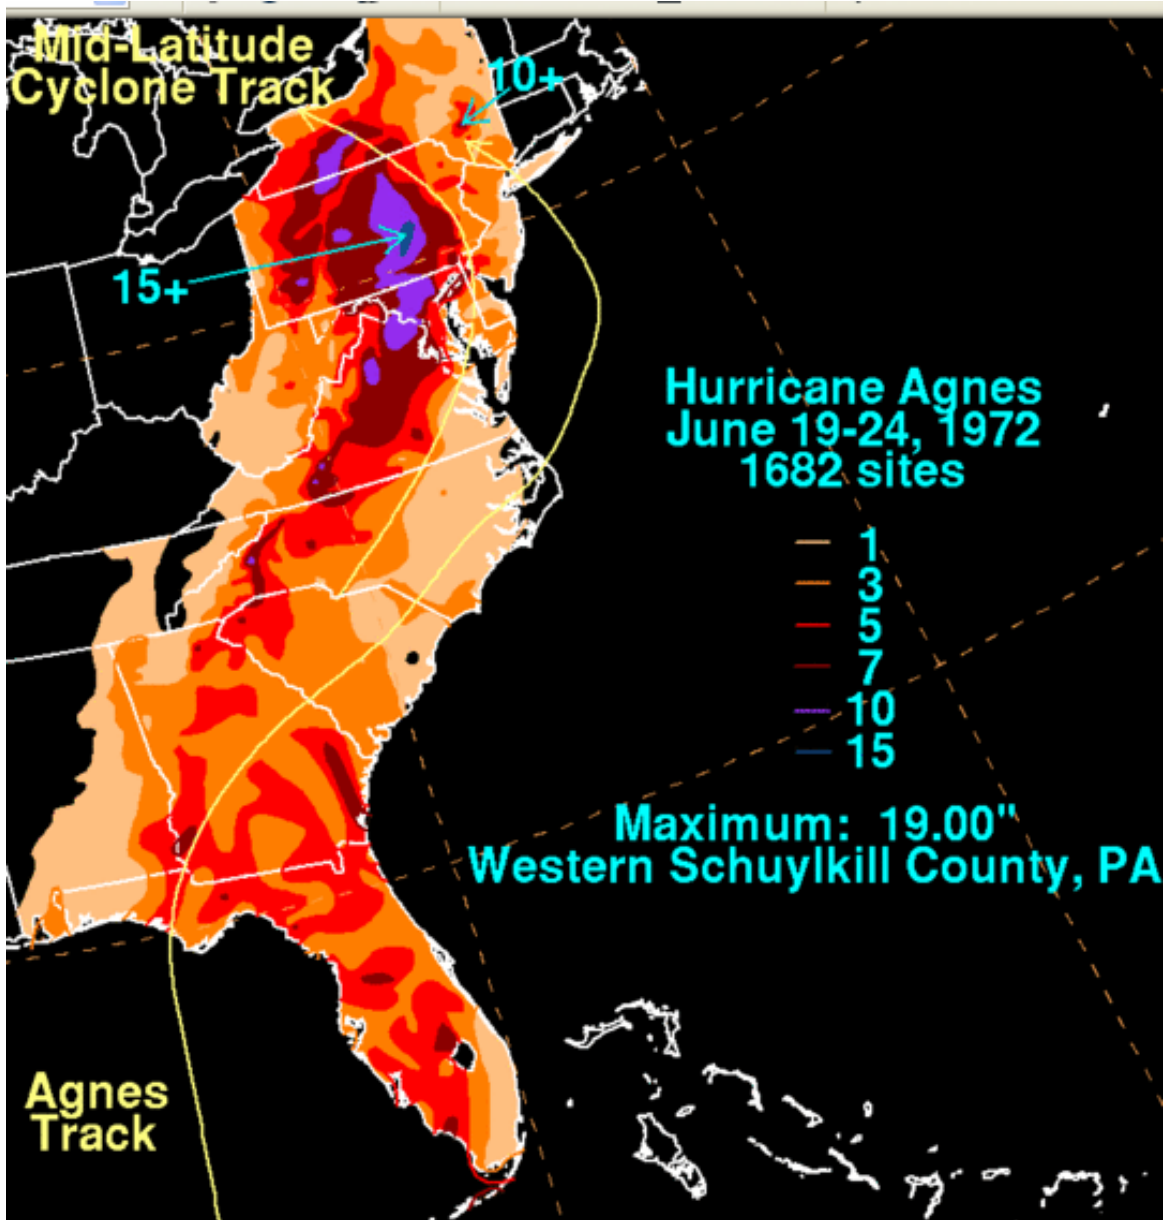 Mid-Latitude
Cyclone Track
10+
15+
Hurricane Agnes
June 19-24, 1972
1682 sites
1
3
5
7
10
15
Maximum: 19.00"
Western Schuylkill County, PA
Agnes
Track